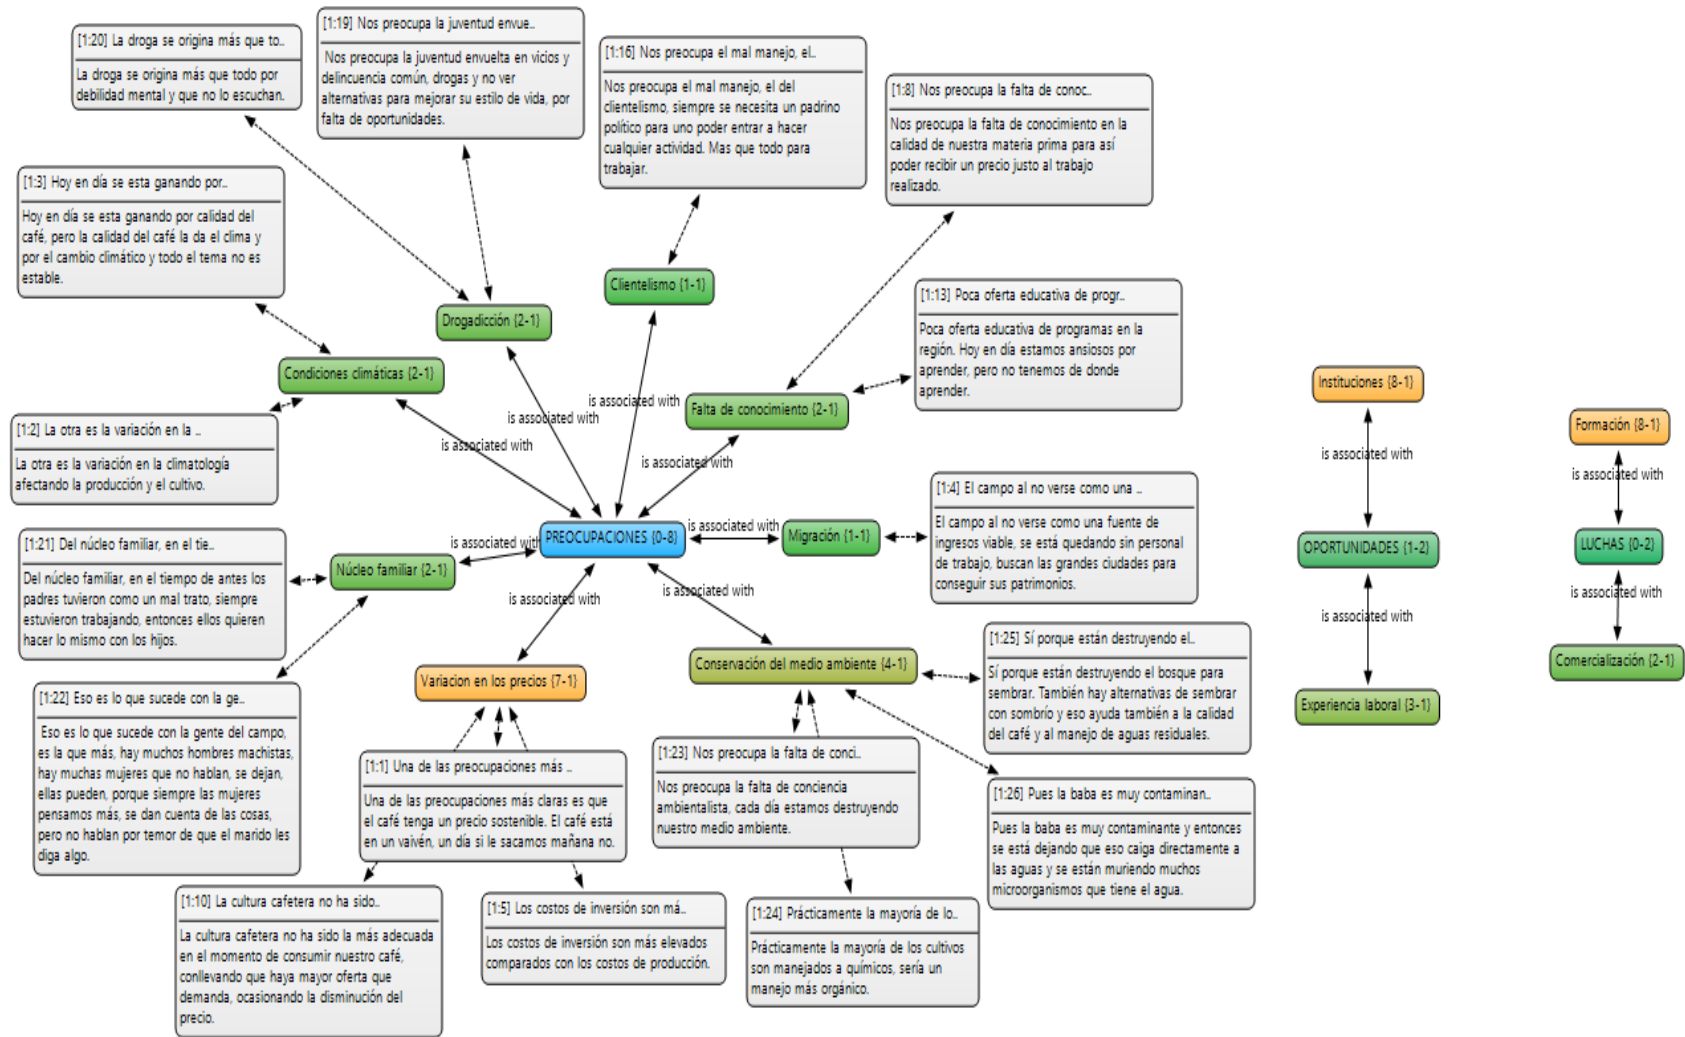 [1:20] La droga se origina más que to..
La droga se origina más que todo por
debilidad mental y que no lo escuchan.
[1:19] Nos preocupa la juventud envue..
Nos preocupa la juventud envuelta en vicios y
delincuencia común, drogas y no ver
alternativas para mejorar su estilo de vida, por
falta de oportunidades.
[1:16] Nos preocupa el mal manejo, el..
Nos preocupa el mal manejo, el del
clientelismo, siempre se necesita un padrino
político para uno poder entrar a hacer
cualquier actividad. Mas que todo para
trabajar.
[1:8] Nos preocupa la falta de conoc..
Nos preocupa la falta de conocimiento en la
calidad de nuestra materia prima para así
poder recibir un precio justo al trabajo
realizado.
[1:3] Hoy en día se esta ganando por..
Hoy en día se esta ganando por calidad del
café, pero la calidad del café la da el clima y
por el cambio climático y todo el tema no es
estable.
Clientelismo {1-1}
Drogadicción {2-1}
[1:13] Poca oferta educativa de progr..
Poca oferta educativa de programas en la
región. Hoy en día estamos ansiosos por
aprender, pero no tenemos de donde
aprender.
Condiciones climáticas {2-1}
Falta de conocimiento {2-1}
is associated with
is associated with
is associated with
is associated with
[1:2] La otra es la variación en la ..
La otra es la variación en la climatología
afectando la producción y el cultivo.
[1:4] El campo al no verse como una ..
El campo al no verse como una fuente de
ingresos viable, se está quedando sin personal
de trabajo, buscan las grandes ciudades para
conseguir sus patrimonios.
PREOCUPACIONES {0-8}
is associated with
Migración {1-1}
is associated with
Núcleo familiar {2-1}
[1:21] Del núcleo familiar, en el tie..
Del núcleo familiar, en el tiempo de antes los
padres tuvieron como un mal trato, siempre
estuvieron trabajando, entonces ellos quieren
hacer lo mismo con los hijos.
is associated with
is associated with
[1:25] Sí porque están destruyendo el..
Sí porque están destruyendo el bosque para
sembrar. También hay alternativas de sembrar
con sombrío y eso ayuda también a la calidad
del café y al manejo de aguas residuales.
Variacion en los precios {7-1}
Conservación del medio ambiente {4-1}
[1:22] Eso es lo que sucede con la ge..
Eso es lo que sucede con la gente del campo,
es la que más, hay muchos hombres machistas,
hay muchas mujeres que no hablan, se dejan,
ellas pueden, porque siempre las mujeres
pensamos más, se dan cuenta de las cosas,
pero no hablan por temor de que el marido les
diga algo.
[1:1] Una de las preocupaciones más ..
Una de las preocupaciones más claras es que
el café tenga un precio sostenible. El café está
en un vaivén, un día si le sacamos mañana no.
[1:23] Nos preocupa la falta de conci..
Nos preocupa la falta de conciencia
ambientalista, cada día estamos destruyendo
nuestro medio ambiente.
[1:26] Pues la baba es muy contaminan..
Pues la baba es muy contaminante y entonces
se está dejando que eso caiga directamente a
las aguas y se están muriendo muchos
microorganismos que tiene el agua.
[1:10] La cultura cafetera no ha sido..
La cultura cafetera no ha sido la más adecuada
en el momento de consumir nuestro café,
conllevando que haya mayor oferta que
demanda, ocasionando la disminución del
precio.
[1:5] Los costos de inversión son má..
Los costos de inversión son más elevados
comparados con los costos de producción.
[1:24] Prácticamente la mayoría de lo..
Prácticamente la mayoría de los cultivos
son manejados a químicos, sería un
manejo más orgánico.
Instituciones {8-1}
is associated with
OPORTUNIDADES {1-2}
is associated with
Experiencia laboral {3-1}
Formación {8-1}
is associated with
LUCHAS {0-2}
is associated with
Comercialización {2-1}